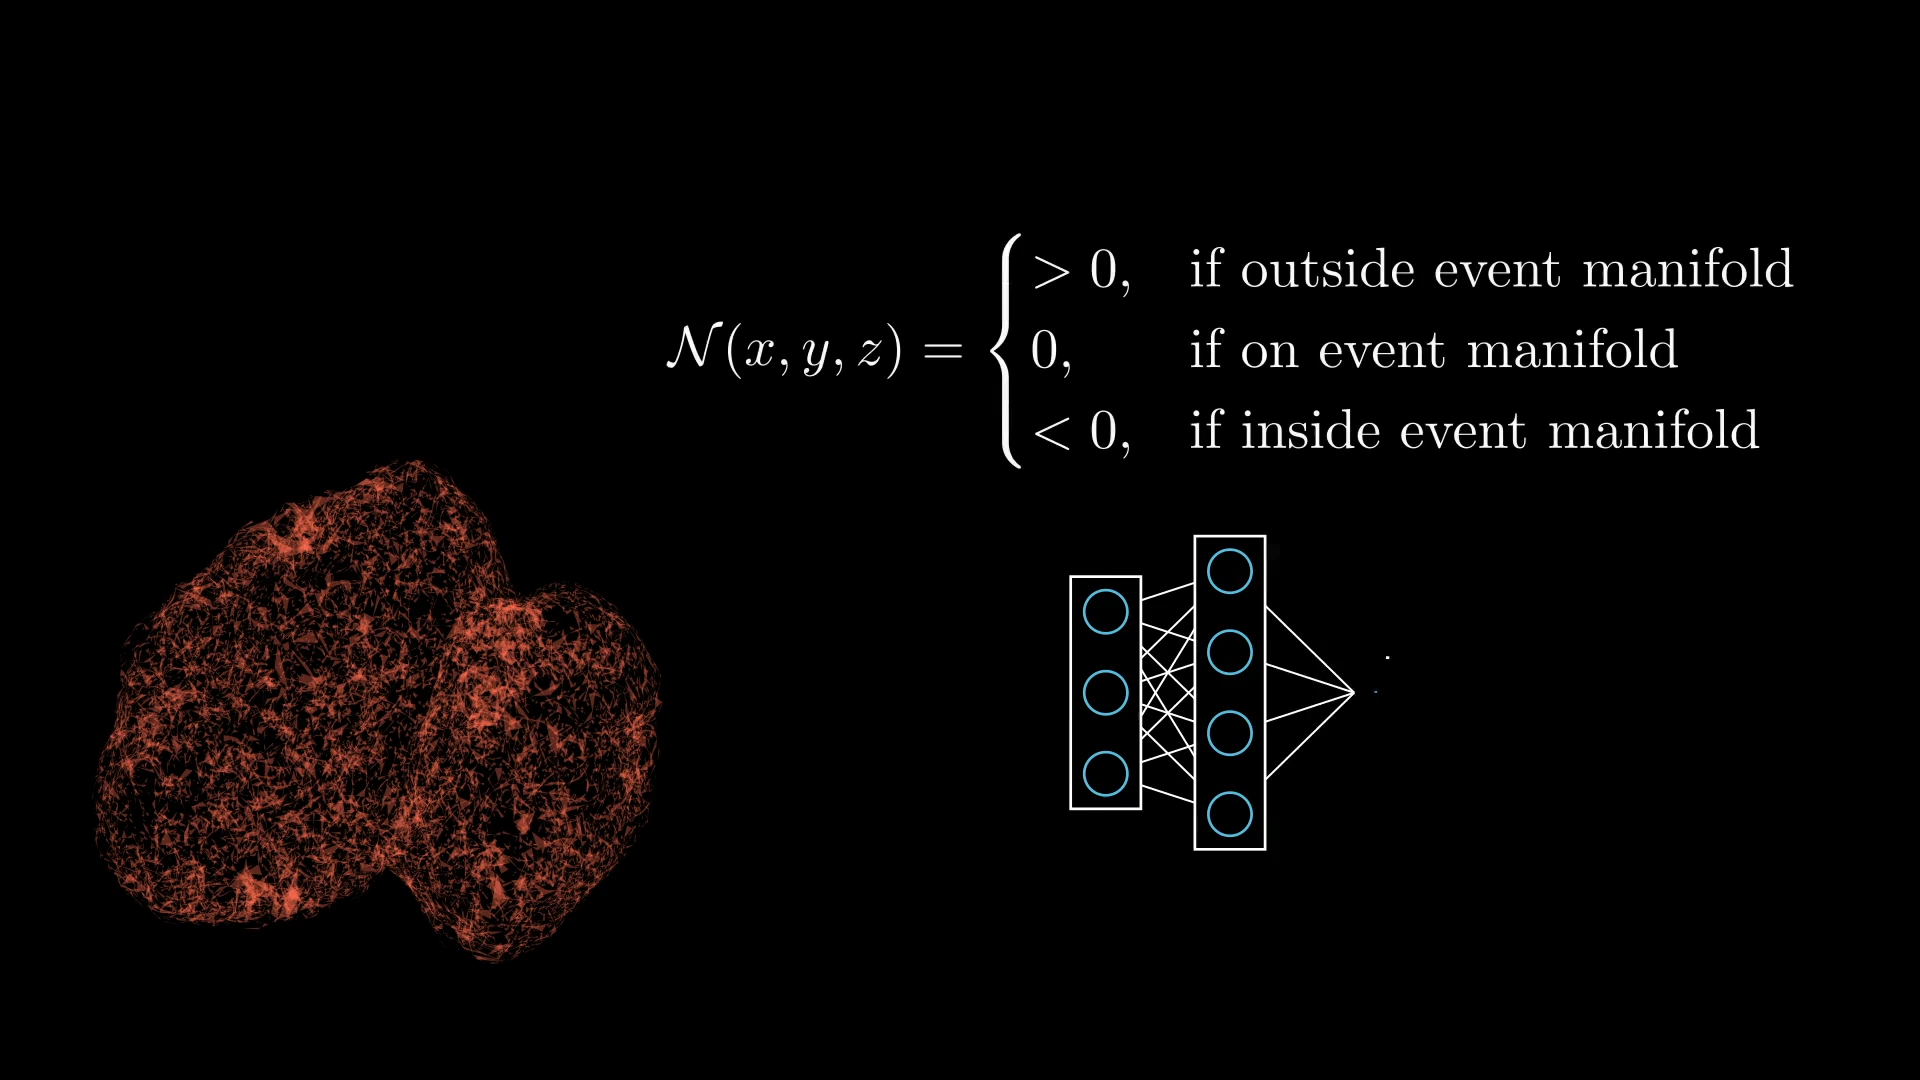 > 0, if outside event manifold
𝒩(x, y, z) = { 0, if on event manifold
< 0, if inside event manifold